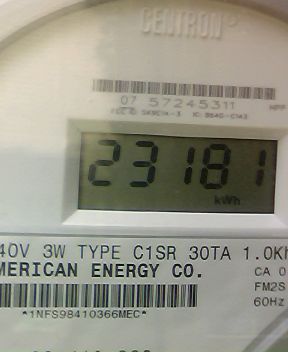 CENTRON®
07 57245311
23181
kWh
40V 3W TYPE C1SR 30TA 1.0Kh
MERICAN ENERGY CO.
CA 0
FM2S
60Hz
*1NFS98410366MEC*